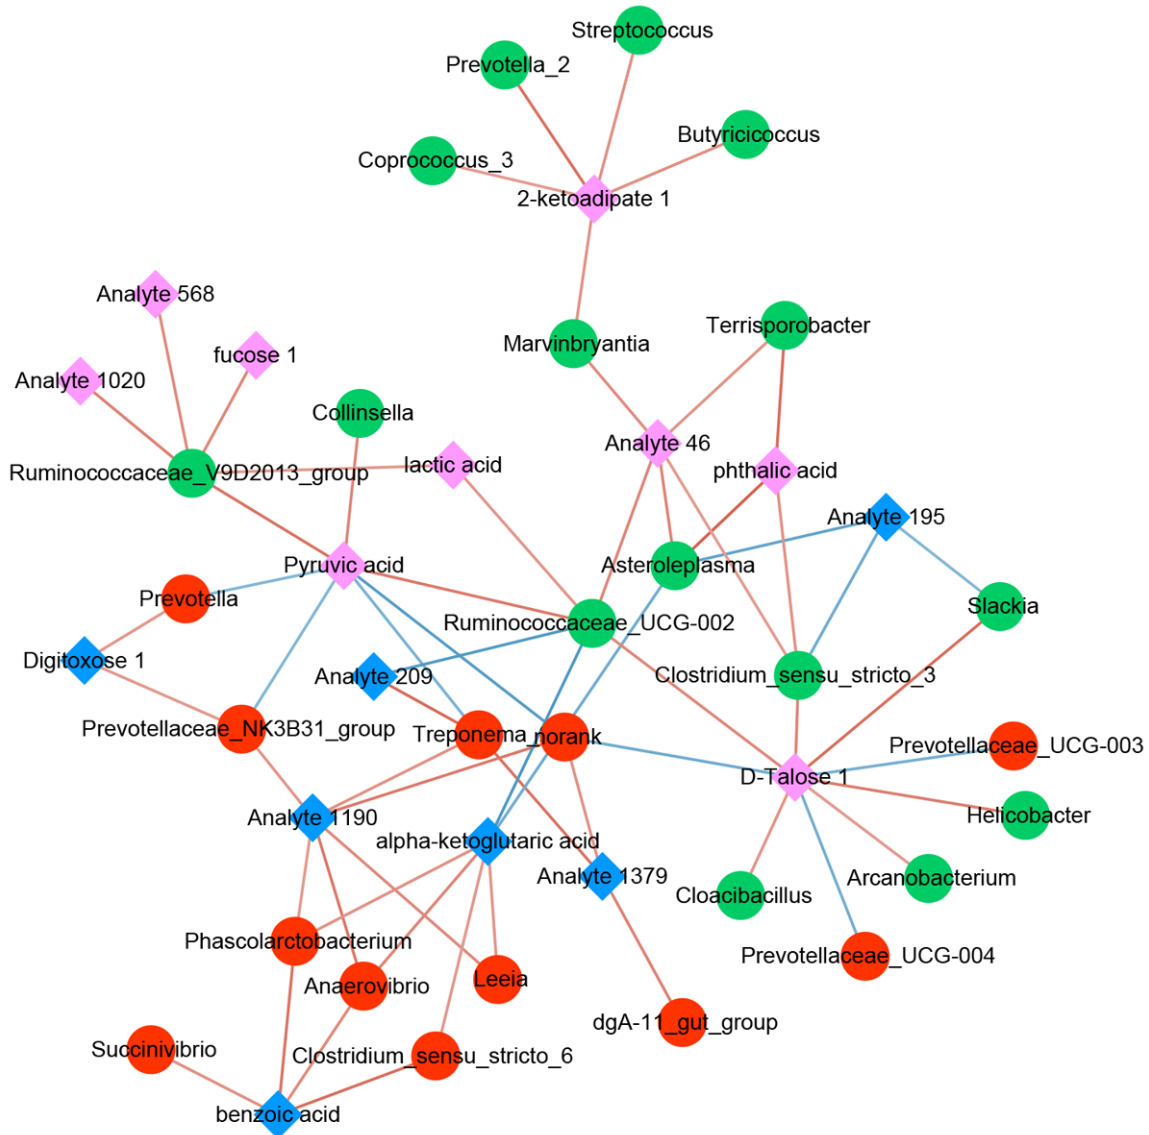 Streptococcus
Prevotella_2
Butyricicoccus
Coprococcus_3
2-ketoadipate 1
Analyte 568
Terrisporobacter
Marvinbryantia
fucose 1
Analyte 1020
Collinsella
Analyte 46
lactic acid
phthalic acid
Ruminococcaceae_V9D2013_group
Analyte 195
Pyruvic acid
Asteroleplasma
Prevotella
Slackia
Ruminococcaceae_UCG-002
Digitoxose 1
Analyte 209
Clostridium_sensu_stricto_3
Prevotellaceae_NK3B31_group
Treponema_norank
Prevotellaceae_UCG-003
D-Talose 1
Helicobacter
Analyte 1190
alpha-ketoglutaric acid
Analyte 1379
Arcanobacterium
Cloacibacillus
Phascolarctobacterium
Prevotellaceae_UCG-004
Leeia
Anaerovibrio
dgA-11_gut_group
Succinivibrio
Clostridium_sensu_stricto_6
benzoic acid